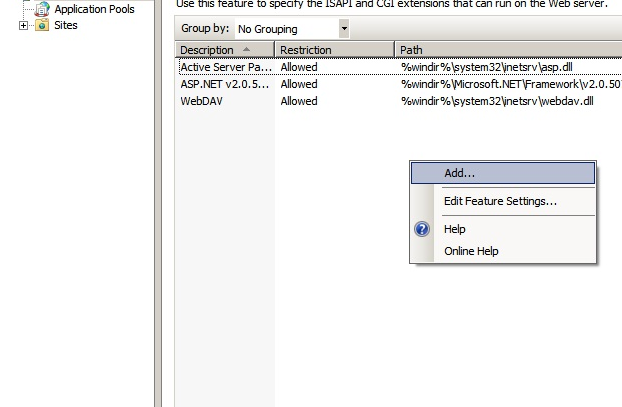 Use this feature to specify the ISAPI and CGI extensions that can run on the Web server.
Application Pools
Sites
Group by: No Grouping
Description Restriction Path
Active Server Pa... Allowed %windir%\system32\inetsrv\asp.dll
ASP.NET v2.0.5... Allowed %windir%\Microsoft.NET\Framework\v2.0.50
WebDAV Allowed %windir%\system32\inetsrv\webdav.dll
Add...
Edit Feature Settings...
Help
Online Help